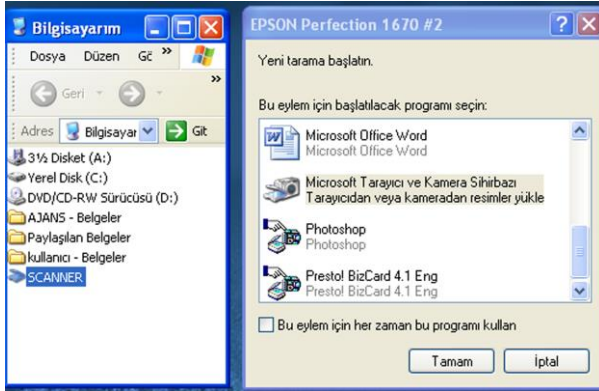 Bilgisayarım
Dosya Düzen Gč »
Geri »
Adres Bilgisayar Git
3½ Disket (A:)
Yerel Disk (C:)
DVD/CD-RW Sürücüsü (D:)
AJANS - Belgeler
Paylaşılan Belgeler
kullanıcı - Belgeler
SCANNER
EPSON Perfection 1670 #2
Yeni tarama başlatın.
Bu eylem için başlatılacak programı seçin:
Microsoft Office Word
Microsoft Office Word
Microsoft Tarayıcı ve Kamera Sihirbazı
Tarayıcıdan veya kameradan resimler yükle
Photoshop
Photoshop
Presto! BizCard 4.1 Eng
Presto! BizCard 4.1 Eng
Bu eylem için her zaman bu programı kullan
Tamam İptal